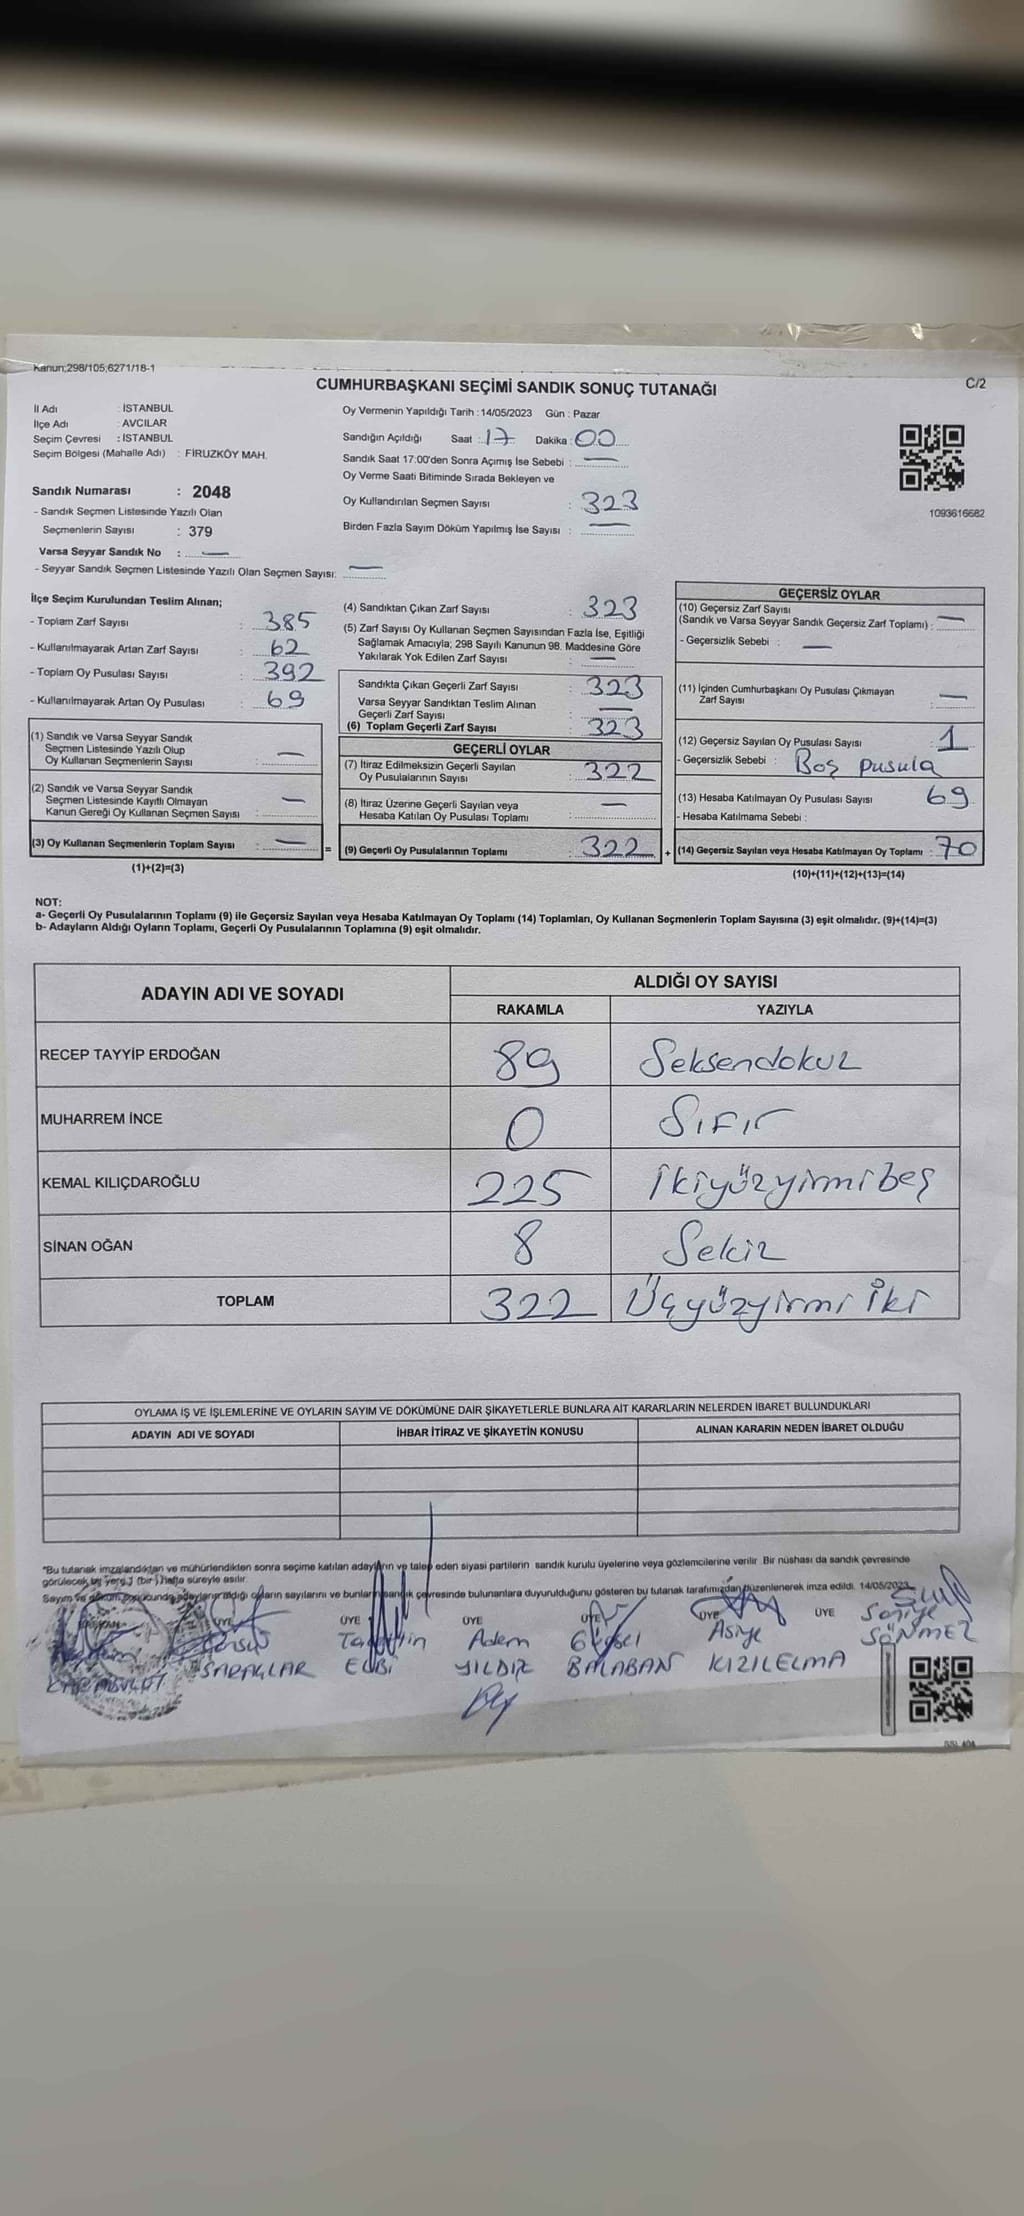 Kanun;298/105;6271/18-1
C/2
CUMHURBAŞKANI SEÇİMİ SANDIK SONUÇ TUTANAĞI
İl Adı : İSTANBUL
İlçe Adı : AVCILAR
Seçim Çevresi : İSTANBUL
Seçim Bölgesi (Mahalle Adı) : FİRUZKÖY MAH.
Sandık Numarası : 2048
- Sandık Seçmen Listesinde Yazılı Olan
Seçmenlerin Sayısı : 379
Varsa Seyyar Sandık No : —
- Seyyar Sandık Seçmen Listesinde Yazılı Olan Seçmen Sayısı: —
Oy Vermenin Yapıldığı Tarih : 14/05/2023 Gün : Pazar
Sandığın Açıldığı Saat : 17 Dakika : 00
Sandık Saat 17:00'den Sonra Açımış İse Sebebi : —
Oy Verme Saati Bitiminde Sırada Bekleyen ve
Oy Kullandırılan Seçmen Sayısı : 323
Birden Fazla Sayım Döküm Yapılmış İse Sayısı : —
1093616682
İlçe Seçim Kurulundan Teslim Alınan;
- Toplam Zarf Sayısı : 385
- Kullanılmayarak Artan Zarf Sayısı : 62
- Toplam Oy Pusulası Sayısı : 392
- Kullanılmayarak Artan Oy Pusulası : 69
(1) Sandık ve Varsa Seyyar Sandık
Seçmen Listesinde Yazılı Olup
Oy Kullanan Seçmenlerin Sayısı : —
(2) Sandık ve Varsa Seyyar Sandık
Seçmen Listesinde Kayıtlı Olmayan
Kanun Gereği Oy Kullanan Seçmen Sayısı : —
(3) Oy Kullanan Seçmenlerin Toplam Sayısı : — =
(1)+(2)=(3)
(4) Sandıktan Çıkan Zarf Sayısı : 323
(5) Zarf Sayısı Oy Kullanan Seçmen Sayısından Fazla İse, Eşitliği
Sağlamak Amacıyla; 298 Sayılı Kanunun 98. Maddesine Göre
Yakılarak Yok Edilen Zarf Sayısı : —
Sandıkta Çıkan Geçerli Zarf Sayısı : 323
Varsa Seyyar Sandıktan Teslim Alınan
Geçerli Zarf Sayısı : —
(6) Toplam Geçerli Zarf Sayısı : 323
GEÇERLİ OYLAR
(7) İtiraz Edilmeksizin Geçerli Sayılan
Oy Pusulalarının Sayısı : 322
(8) İtiraz Üzerine Geçerli Sayılan veya
Hesaba Katılan Oy Pusulası Toplamı : —
(9) Geçerli Oy Pusulalarının Toplamı : 322 +
GEÇERSİZ OYLAR
(10) Geçersiz Zarf Sayısı
(Sandık ve Varsa Seyyar Sandık Geçersiz Zarf Toplamı) : —
- Geçersizlik Sebebi : —
(11) İçinden Cumhurbaşkanı Oy Pusulası Çıkmayan
Zarf Sayısı : —
(12) Geçersiz Sayılan Oy Pusulası Sayısı : 1
- Geçersizlik Sebebi : Boş pusula
(13) Hesaba Katılmayan Oy Pusulası Sayısı 69
- Hesaba Katılmama Sebebi :
(14) Geçersiz Sayılan veya Hesaba Katılmayan Oy Toplamı : 70
(10)+(11)+(12)+(13)=(14)
NOT:
a- Geçerli Oy Pusulalarının Toplamı (9) ile Geçersiz Sayılan veya Hesaba Katılmayan Oy Toplamı (14) Toplamları, Oy Kullanan Seçmenlerin Toplam Sayısına (3) eşit olmalıdır. (9)+(14)=(3)
b- Adayların Aldığı Oyların Toplamı, Geçerli Oy Pusulalarının Toplamına (9) eşit olmalıdır.
ADAYIN ADI VE SOYADI
ALDIĞI OY SAYISI
RAKAMLA YAZIYLA
RECEP TAYYİP ERDOĞAN 89 Seksendokuz
MUHARREM İNCE 0 Sıfır
KEMAL KILIÇDAROĞLU 225 İkiyüzyirmibeş
SİNAN OĞAN 8 Sekiz
TOPLAM 322 Üçyüzyirmi iki
OYLAMA İŞ VE İŞLEMLERİNE VE OYLARIN SAYIM VE DÖKÜMÜNE DAİR ŞİKAYETLERLE BUNLARA AİT KARARLARIN NELERDEN İBARET BULUNDUKLARI
ADAYIN ADI VE SOYADI İHBAR İTİRAZ VE ŞİKAYETİN KONUSU ALINAN KARARIN NEDEN İBARET OLDUĞU
*Bu tutanak imzalandıktan ve mühürlendikten sonra seçime katılan adayların ve talep eden siyasi partilerin sandık kurulu üyelerine veya gözlemcilerine verilir. Bir nüshası da sandık çevresinde
görülecek bir yere 1 (bir) hafta süreyle asılır.
Sayım ve döküm sonucunda adayların aldığı oyların sayılarını ve bunların sandık çevresinde bulunanlara duyurulduğunu gösteren bu tutanak tarafımızdan düzenlenerek imza edildi. 14/05/2023
ÜYE ÜYE ÜYE ÜYE ÜYE ÜYE
Adem Asiye Soniye
SARAÇLAR YILDIZ BALABAN KIZILELMA SÖNMEZ